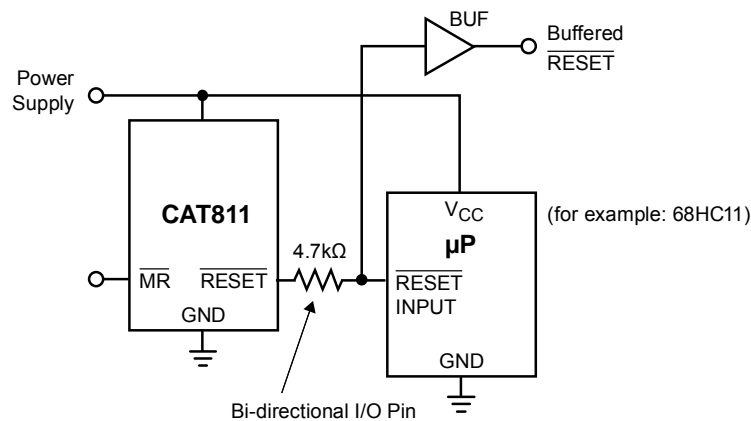 BUF
Buffered
RESET
Power
Supply
CAT811
VCC
(for example: 68HC11)
µP
4.7kΩ
MR
RESET
RESET
INPUT
GND
GND
Bi-directional I/O Pin